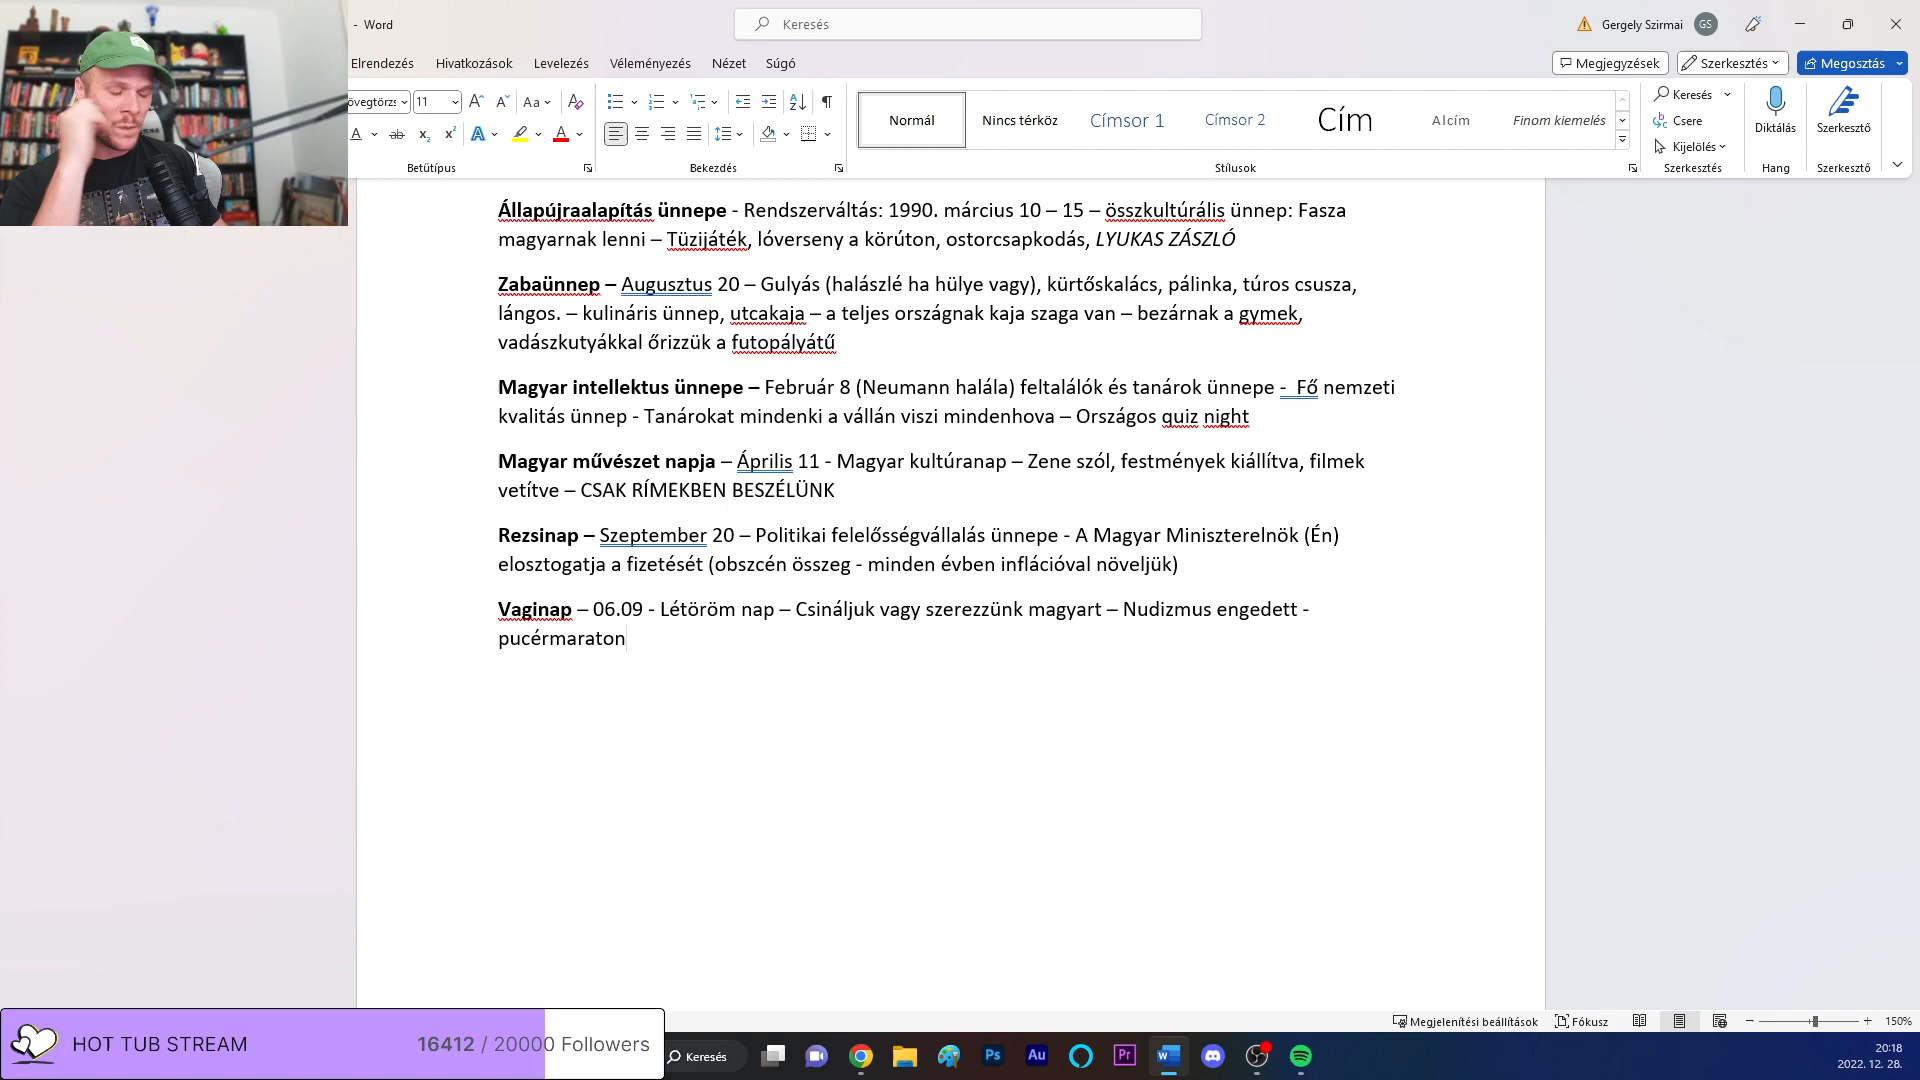 - Word
Keresés
Gergely Szirmai
GS
Elrendezés Hivatkozások Levelezés Véleményezés Nézet Súgó
Megjegyzések
Szerkesztés
Megosztás
övegtörzs
11
Aa
Normál
Nincs térköz
Címsor 1
Címsor 2
Cím
Alcím
Finom kiemelés
Keresés
Csere
Kijelölés
Diktálás
Szerkesztő
Betűtípus
Bekezdés
Stílusok
Szerkesztés
Hang
Szerkesztő
Állapújraalapítás ünnepe - Rendszerváltás: 1990. március 10 – 15 – összkultúrális ünnep: Fasza
magyarnak lenni – Tüzijáték, lóverseny a körúton, ostorcsapkodás, LYUKAS ZÁSZLÓ
Zabaünnep – Augusztus 20 – Gulyás (halászlé ha hülye vagy), kürtőskalács, pálinka, túros csusza,
lángos. – kulináris ünnep, utcakaja – a teljes országnak kaja szaga van – bezárnak a gymek,
vadászkutyákkal őrizzük a futopályátű
Magyar intellektus ünnepe – Február 8 (Neumann halála) feltalálók és tanárok ünnepe -  Fő nemzeti
kvalitás ünnep - Tanárokat mindenki a vállán viszi mindenhova – Országos quiz night
Magyar művészet napja – Április 11 - Magyar kultúranap – Zene szól, festmények kiállítva, filmek
vetítve – CSAK RÍMEKBEN BESZÉLÜNK
Rezsinap – Szeptember 20 – Politikai felelősségvállalás ünnepe - A Magyar Miniszterelnök (Én)
elosztogatja a fizetését (obszcén összeg - minden évben inflációval növeljük)
Vaginap – 06.09 - Létöröm nap – Csináljuk vagy szerezzünk magyart – Nudizmus engedett -
pucérmaraton
Megjelenítési beállítások
Fókusz
150%
HOT TUB STREAM
16412 / 20000 Followers
Keresés
Ps
Au
Pr
W
20:18
2022. 12. 28.